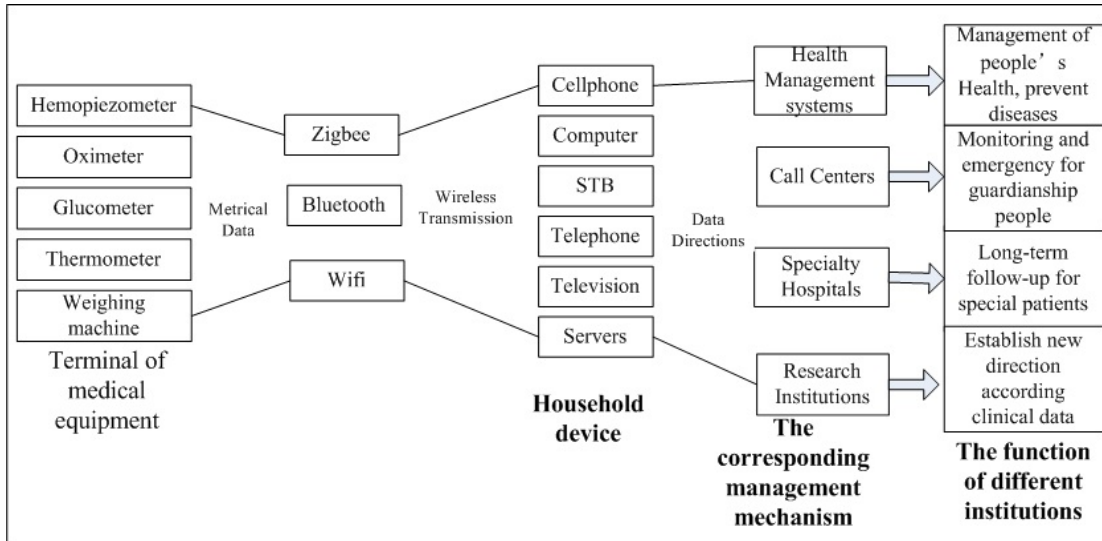 Hemopiezometer
Oximeter
Glucometer
Thermometer
Weighing
machine
Terminal of
medical
equipment
Metrical
Data
Zigbee
Bluetooth
Wifi
Wireless
Transmission
Cellphone
Computer
STB
Telephone
Television
Servers
Household
device
Data
Directions
Health
Management
systems
Call Centers
Specialty
Hospitals
Research
Institutions
The
corresponding
management
mechanism
Management of
people’s
Health, prevent
diseases
Monitoring and
emergency for
guardianship
people
Long-term
follow-up for
special patients
Establish new
direction
according
clinical data
The function
of different
institutions